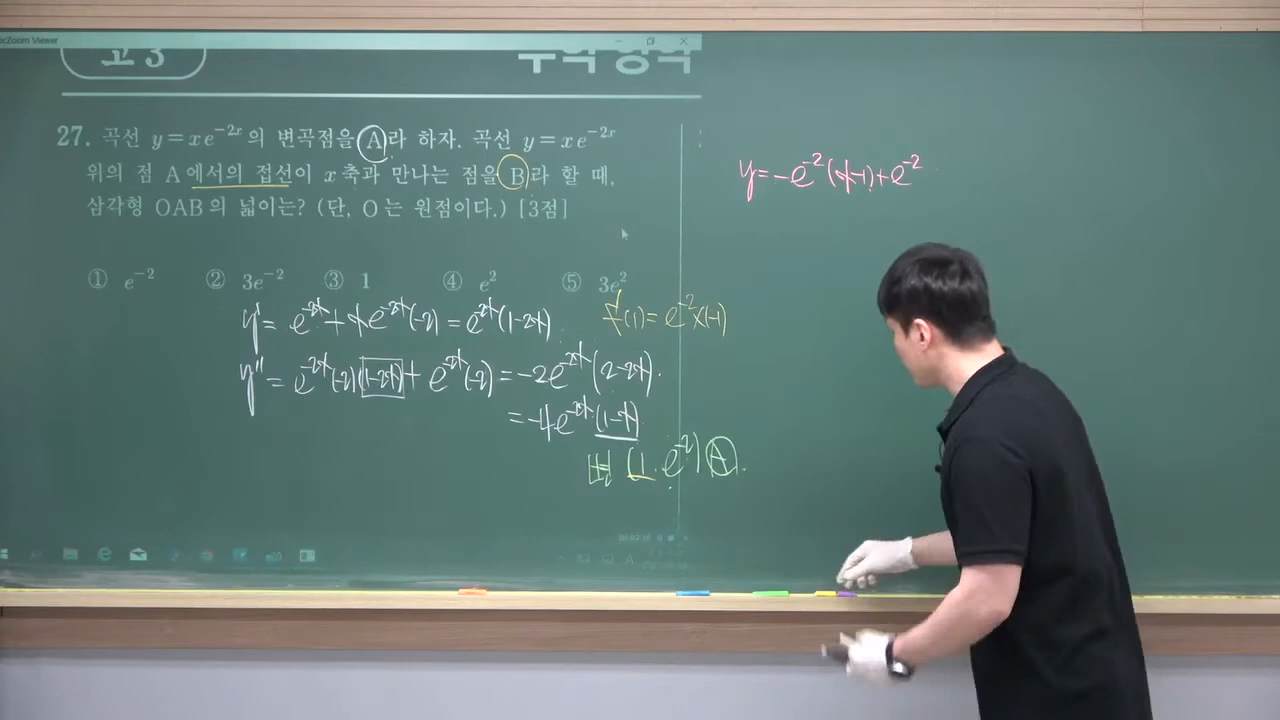 고 3
수학 영역
27. 곡선 y=xe^{-2x} 의 변곡점을 A라 하자. 곡선 y=xe^{-2x}
위의 점 A에서의 접선이 x축과 만나는 점을 B라 할 때,
삼각형 OAB의 넓이는? (단, O는 원점이다.) [3점]
① e^{-2} ② 3e^{-2} ③ 1 ④ e^{2} ⑤ 3e^{2}
y' = e^{-2x} + xe^{-2x}(-2) = e^{-2x}(1-2x)
y'' = e^{-2x}(-2)(1-2x) + e^{-2x}(-2) = -2e^{-2x}(2-2x).
= -4e^{-2x}(1-x)
변 (1. e^{-2}) A.
f'(1) = e^{-2}×(-1)
y = -e^{-2}(x-1)+e^{-2}